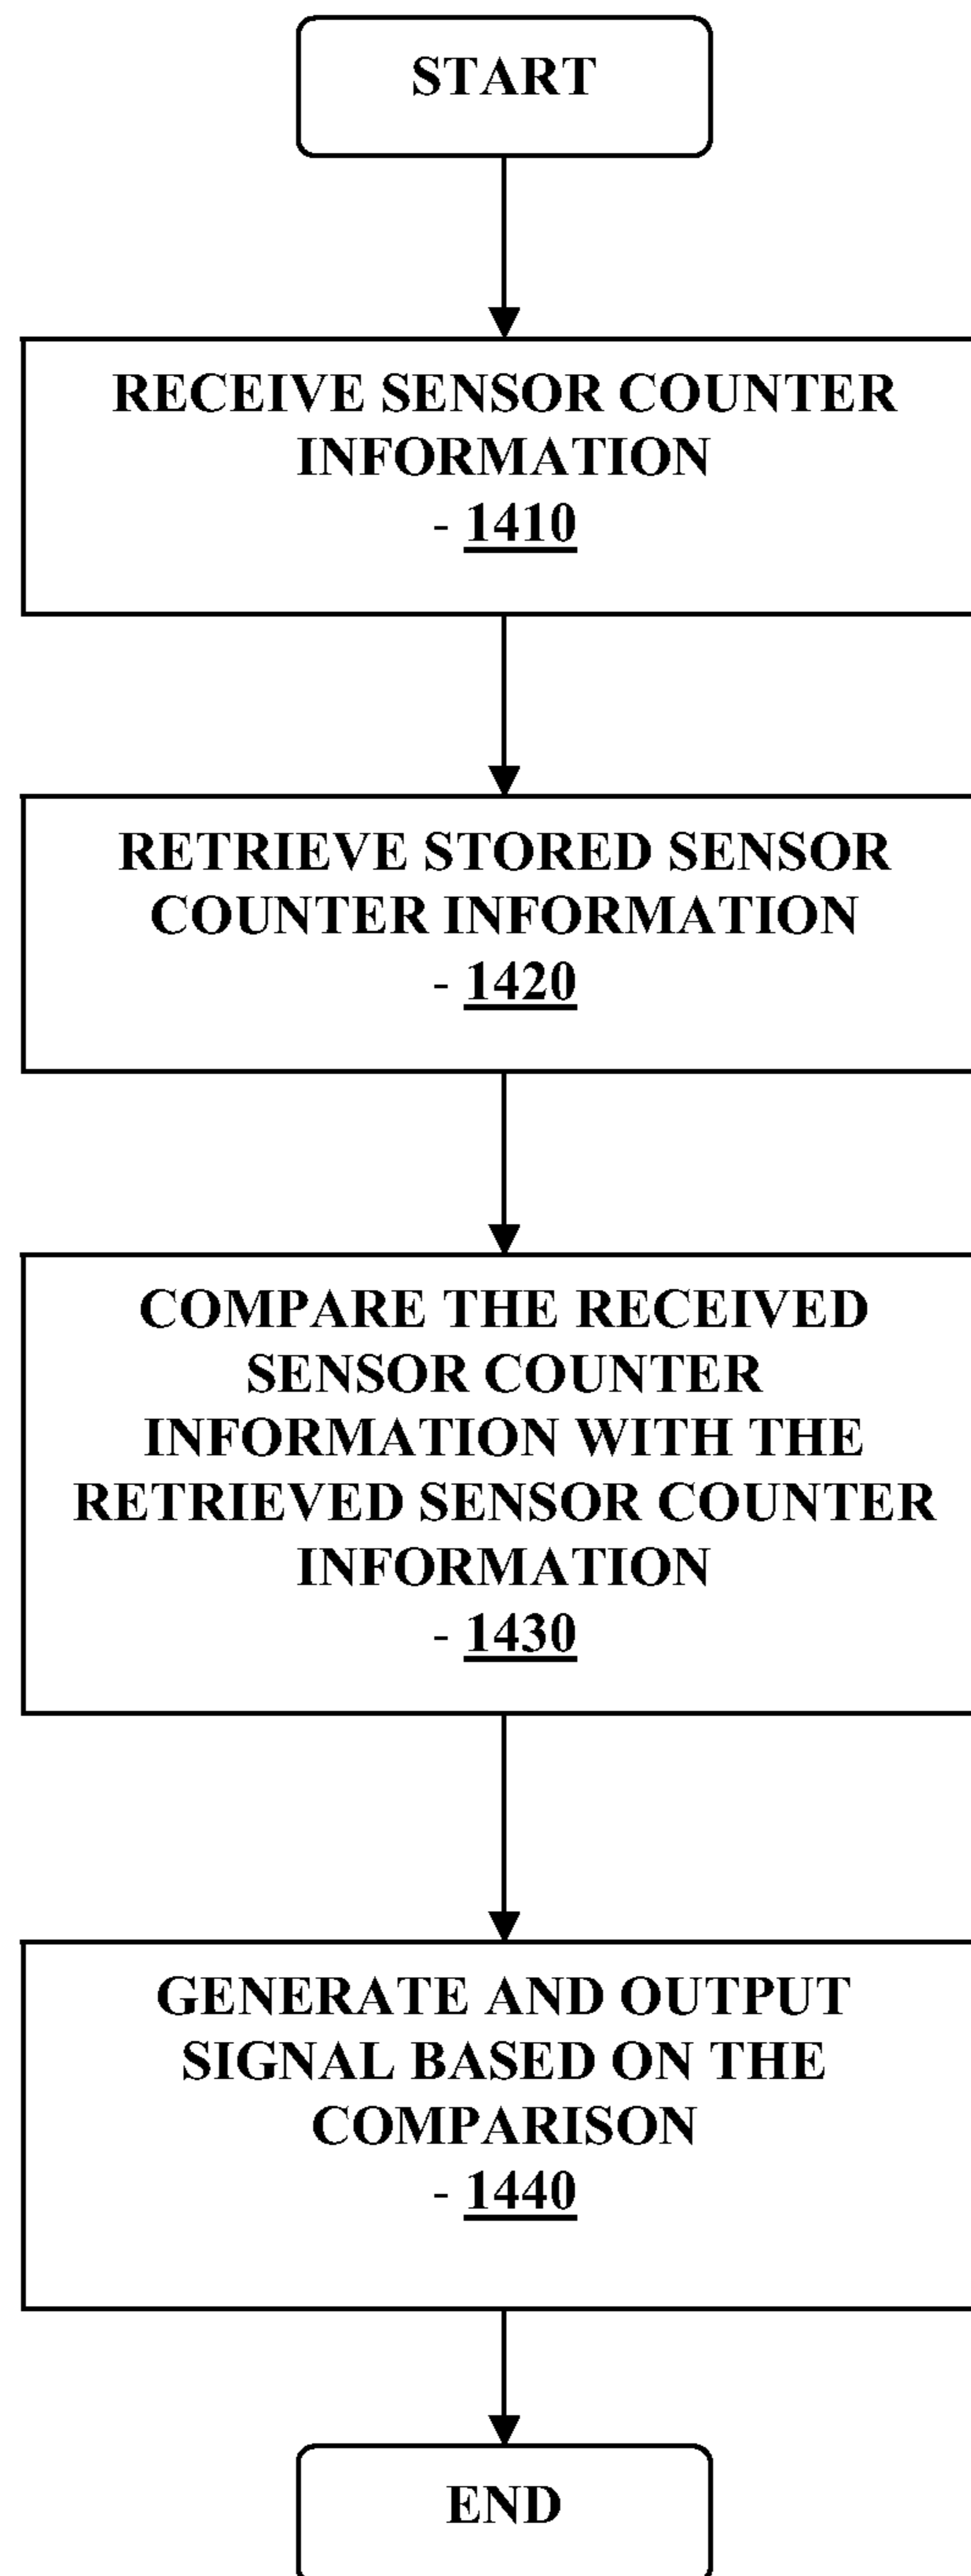 START
RECEIVE SENSOR COUNTER
INFORMATION
- 1410
RETRIEVE STORED SENSOR
COUNTER INFORMATION
- 1420
COMPARE THE RECEIVED
SENSOR COUNTER
INFORMATION WITH THE
RETRIEVED SENSOR COUNTER
INFORMATION
- 1430
GENERATE AND OUTPUT
SIGNAL BASED ON THE
COMPARISON
- 1440
END